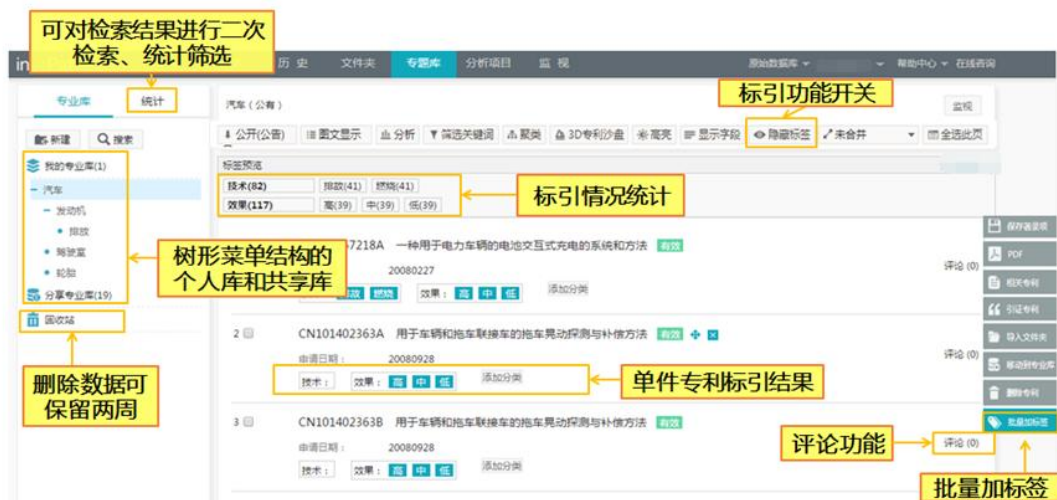 可对检索结果进行二次
检索、统计筛选
in
历 史
文件夹
专题库
分析项目
监 视
原始数据库
帮助中心
在线咨询
专业库
统计
汽车（公有）
标引功能开关
监视
新建
搜索
公开(公告)
图文显示
分析
筛选关键词
聚类
3D专利沙盘
高亮
显示字段
隐藏标签
未合并
全选此页
我的专业库(1)
标签预览
汽车
技术(82)
排放(41)
燃烧(41)
标引情况统计
发动机
效果(117)
高(39)
中(39)
低(39)
排放
驾驶室
轮胎
分享专业库(19)
回收站
树形菜单结构的
个人库和共享库
7218A 一种用于电力车辆的电池交互式充电的系统和方法 有效
20080227
评论 (0)
燃烧
效果： 高 中 低
添加分类
2
CN101402363A 用于车辆和拖车联接车的拖车晃动探测与补偿方法 有效
申请日期： 20080928
评论 (0)
技术： 效果： 高 中 低 添加分类
单件专利标引结果
删除数据可
保留两周
3
CN101402363B 用于车辆和拖车联接车的拖车晃动探测与补偿方法 有效
申请日期： 20080928
评论 (0)
技术： 效果： 高 中 低 添加分类
评论功能
PDF
相关专利
引证专利
导入文件夹
移动到专业库
删除专利
批量加标签
批量加标签